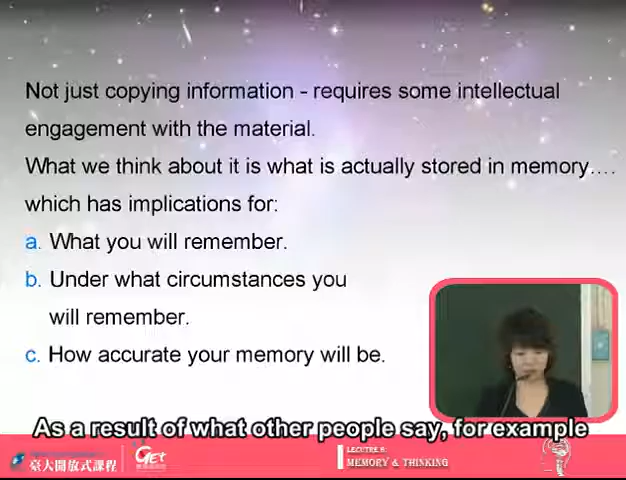 Not just copying information - requires some intellectual
engagement with the material.
What we think about it is what is actually stored in memory....
which has implications for:
a. What you will remember.
b. Under what circumstances you
will remember.
c. How accurate your memory will be.
As a result of what other people say, for example
臺大開放式課程
GET
LECUTRE 8:
MEMORY & THINKING